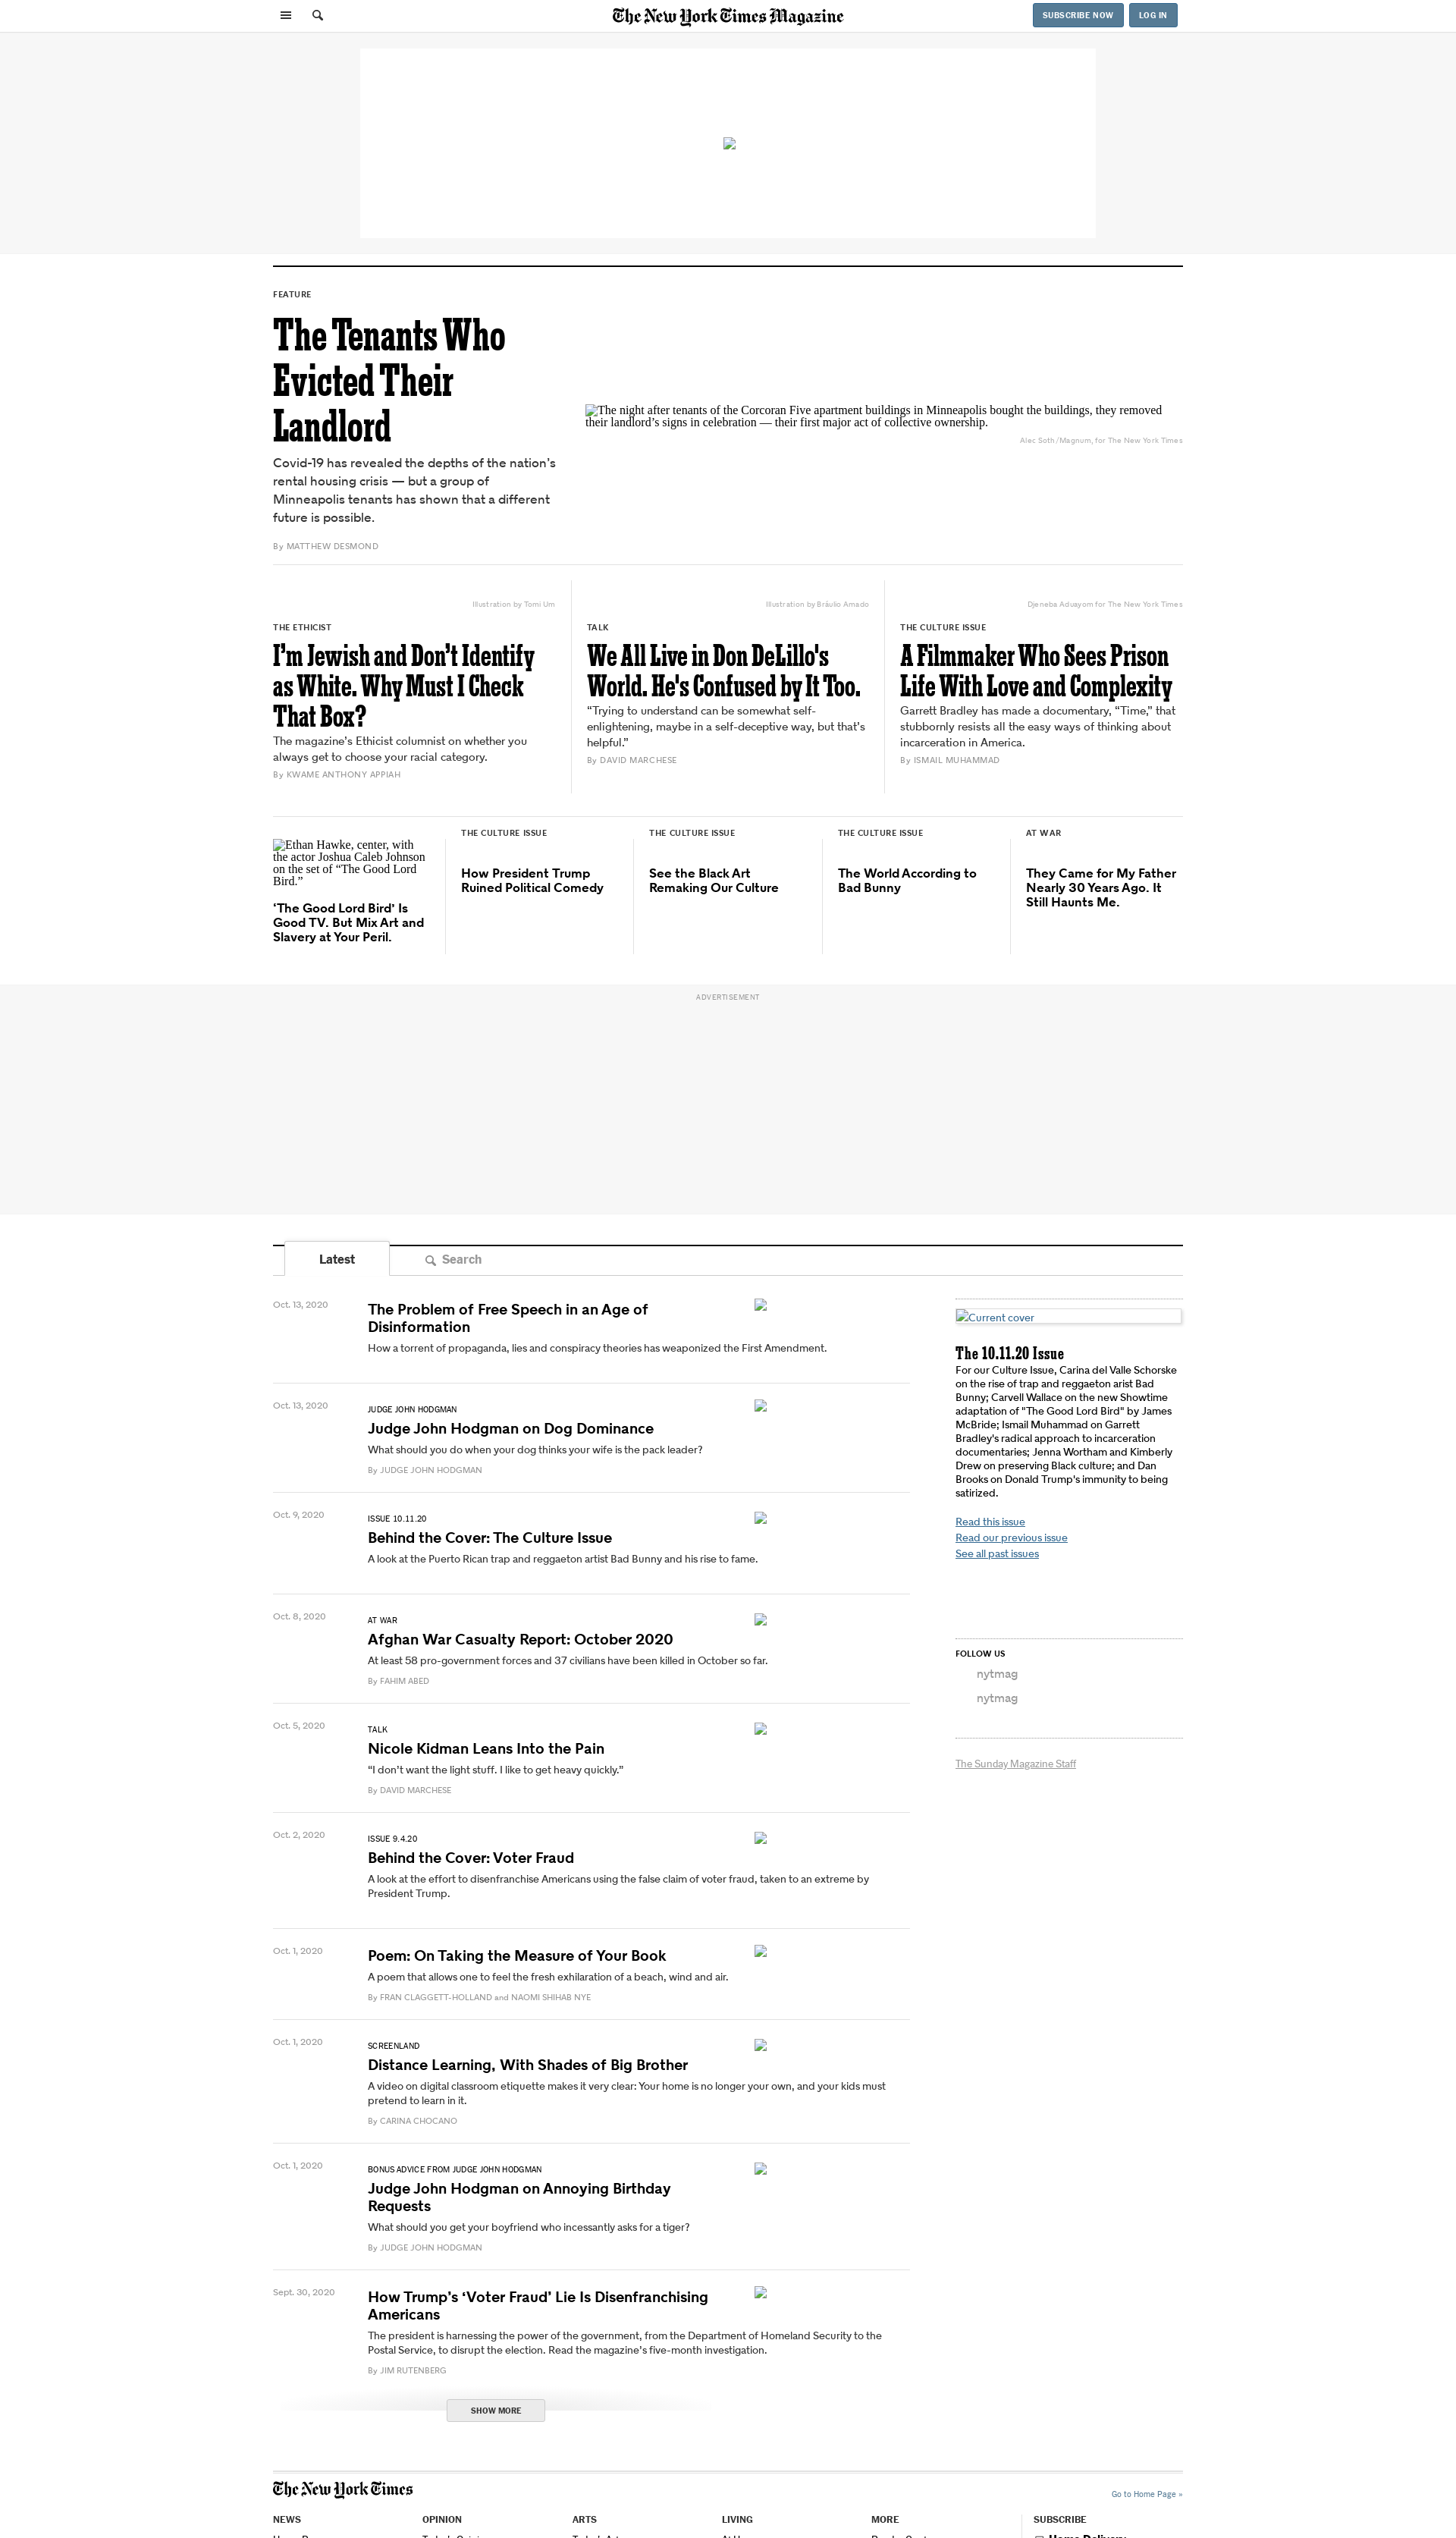 The New York Times Magazine
SUBSCRIBE NOW
LOG IN
FEATURE
The Tenants Who
Evicted Their
Landlord
Covid-19 has revealed the depths of the nation’s
rental housing crisis — but a group of
Minneapolis tenants has shown that a different
future is possible.
By MATTHEW DESMOND
The night after tenants of the Corcoran Five apartment buildings in Minneapolis bought the buildings, they removed
their landlord’s signs in celebration — their first major act of collective ownership.
Alec Soth/Magnum, for The New York Times
Illustration by Tomi Um
THE ETHICIST
I’m Jewish and Don’t Identify
as White. Why Must I Check
That Box?
The magazine’s Ethicist columnist on whether you
always get to choose your racial category.
By KWAME ANTHONY APPIAH
Illustration by Bráulio Amado
TALK
We All Live in Don DeLillo's
World. He's Confused by It Too.
“Trying to understand can be somewhat self-
enlightening, maybe in a self-deceptive way, but that’s
helpful.”
By DAVID MARCHESE
Djeneba Aduayom for The New York Times
THE CULTURE ISSUE
A Filmmaker Who Sees Prison
Life With Love and Complexity
Garrett Bradley has made a documentary, “Time,” that
stubbornly resists all the easy ways of thinking about
incarceration in America.
By ISMAIL MUHAMMAD
Ethan Hawke, center, with
the actor Joshua Caleb Johnson
on the set of “The Good Lord
Bird.”
‘The Good Lord Bird’ Is
Good TV. But Mix Art and
Slavery at Your Peril.
THE CULTURE ISSUE
How President Trump
Ruined Political Comedy
THE CULTURE ISSUE
See the Black Art
Remaking Our Culture
THE CULTURE ISSUE
The World According to
Bad Bunny
AT WAR
They Came for My Father
Nearly 30 Years Ago. It
Still Haunts Me.
ADVERTISEMENT
Latest
Search
Oct. 13, 2020
The Problem of Free Speech in an Age of
Disinformation
How a torrent of propaganda, lies and conspiracy theories has weaponized the First Amendment.
Oct. 13, 2020
JUDGE JOHN HODGMAN
Judge John Hodgman on Dog Dominance
What should you do when your dog thinks your wife is the pack leader?
By JUDGE JOHN HODGMAN
Oct. 9, 2020
ISSUE 10.11.20
Behind the Cover: The Culture Issue
A look at the Puerto Rican trap and reggaeton artist Bad Bunny and his rise to fame.
Oct. 8, 2020
AT WAR
Afghan War Casualty Report: October 2020
At least 58 pro-government forces and 37 civilians have been killed in October so far.
By FAHIM ABED
Oct. 5, 2020
TALK
Nicole Kidman Leans Into the Pain
“I don’t want the light stuff. I like to get heavy quickly.”
By DAVID MARCHESE
Oct. 2, 2020
ISSUE 9.4.20
Behind the Cover: Voter Fraud
A look at the effort to disenfranchise Americans using the false claim of voter fraud, taken to an extreme by
President Trump.
Oct. 1, 2020
Poem: On Taking the Measure of Your Book
A poem that allows one to feel the fresh exhilaration of a beach, wind and air.
By FRAN CLAGGETT-HOLLAND and NAOMI SHIHAB NYE
Oct. 1, 2020
SCREENLAND
Distance Learning, With Shades of Big Brother
A video on digital classroom etiquette makes it very clear: Your home is no longer your own, and your kids must
pretend to learn in it.
By CARINA CHOCANO
Oct. 1, 2020
BONUS ADVICE FROM JUDGE JOHN HODGMAN
Judge John Hodgman on Annoying Birthday
Requests
What should you get your boyfriend who incessantly asks for a tiger?
By JUDGE JOHN HODGMAN
Sept. 30, 2020
How Trump’s ‘Voter Fraud’ Lie Is Disenfranchising
Americans
The president is harnessing the power of the government, from the Department of Homeland Security to the
Postal Service, to disrupt the election. Read the magazine's five-month investigation.
By JIM RUTENBERG
SHOW MORE
Current cover
The 10.11.20 Issue
For our Culture Issue, Carina del Valle Schorske
on the rise of trap and reggaeton arist Bad
Bunny; Carvell Wallace on the new Showtime
adaptation of "The Good Lord Bird" by James
McBride; Ismail Muhammad on Garrett
Bradley's radical approach to incarceration
documentaries; Jenna Wortham and Kimberly
Drew on preserving Black culture; and Dan
Brooks on Donald Trump's immunity to being
satirized.
Read this issue
Read our previous issue
See all past issues
FOLLOW US
nytmag
nytmag
The Sunday Magazine Staff
The New York Times
Go to Home Page »
NEWS
OPINION
ARTS
LIVING
MORE
SUBSCRIBE